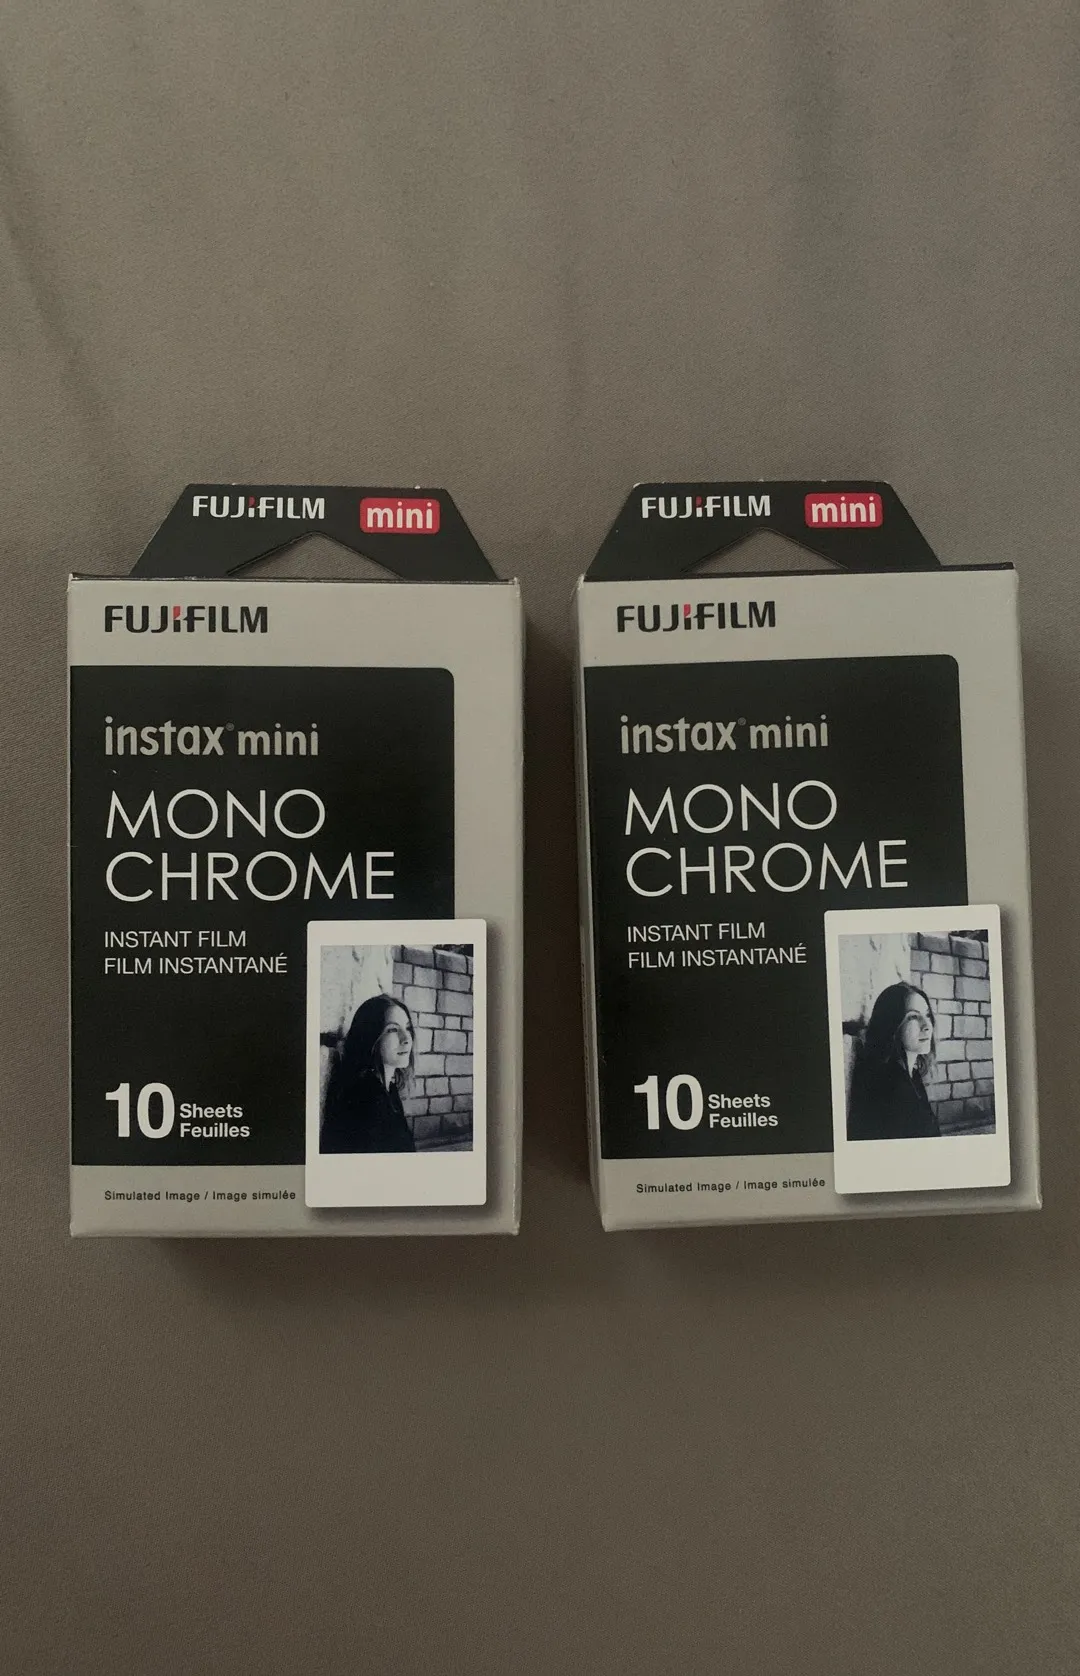 FUJIFILM mini
FUJIFILM
instax® mini
MONO
CHROME
INSTANT FILM
FILM INSTANTANÉ
10 Sheets
Feuilles
Simulated Image / Image simulée
FUJIFILM mini
FUJIFILM
instax® mini
MONO
CHROME
INSTANT FILM
FILM INSTANTANÉ
10 Sheets
Feuilles
Simulated Image / Image simulée